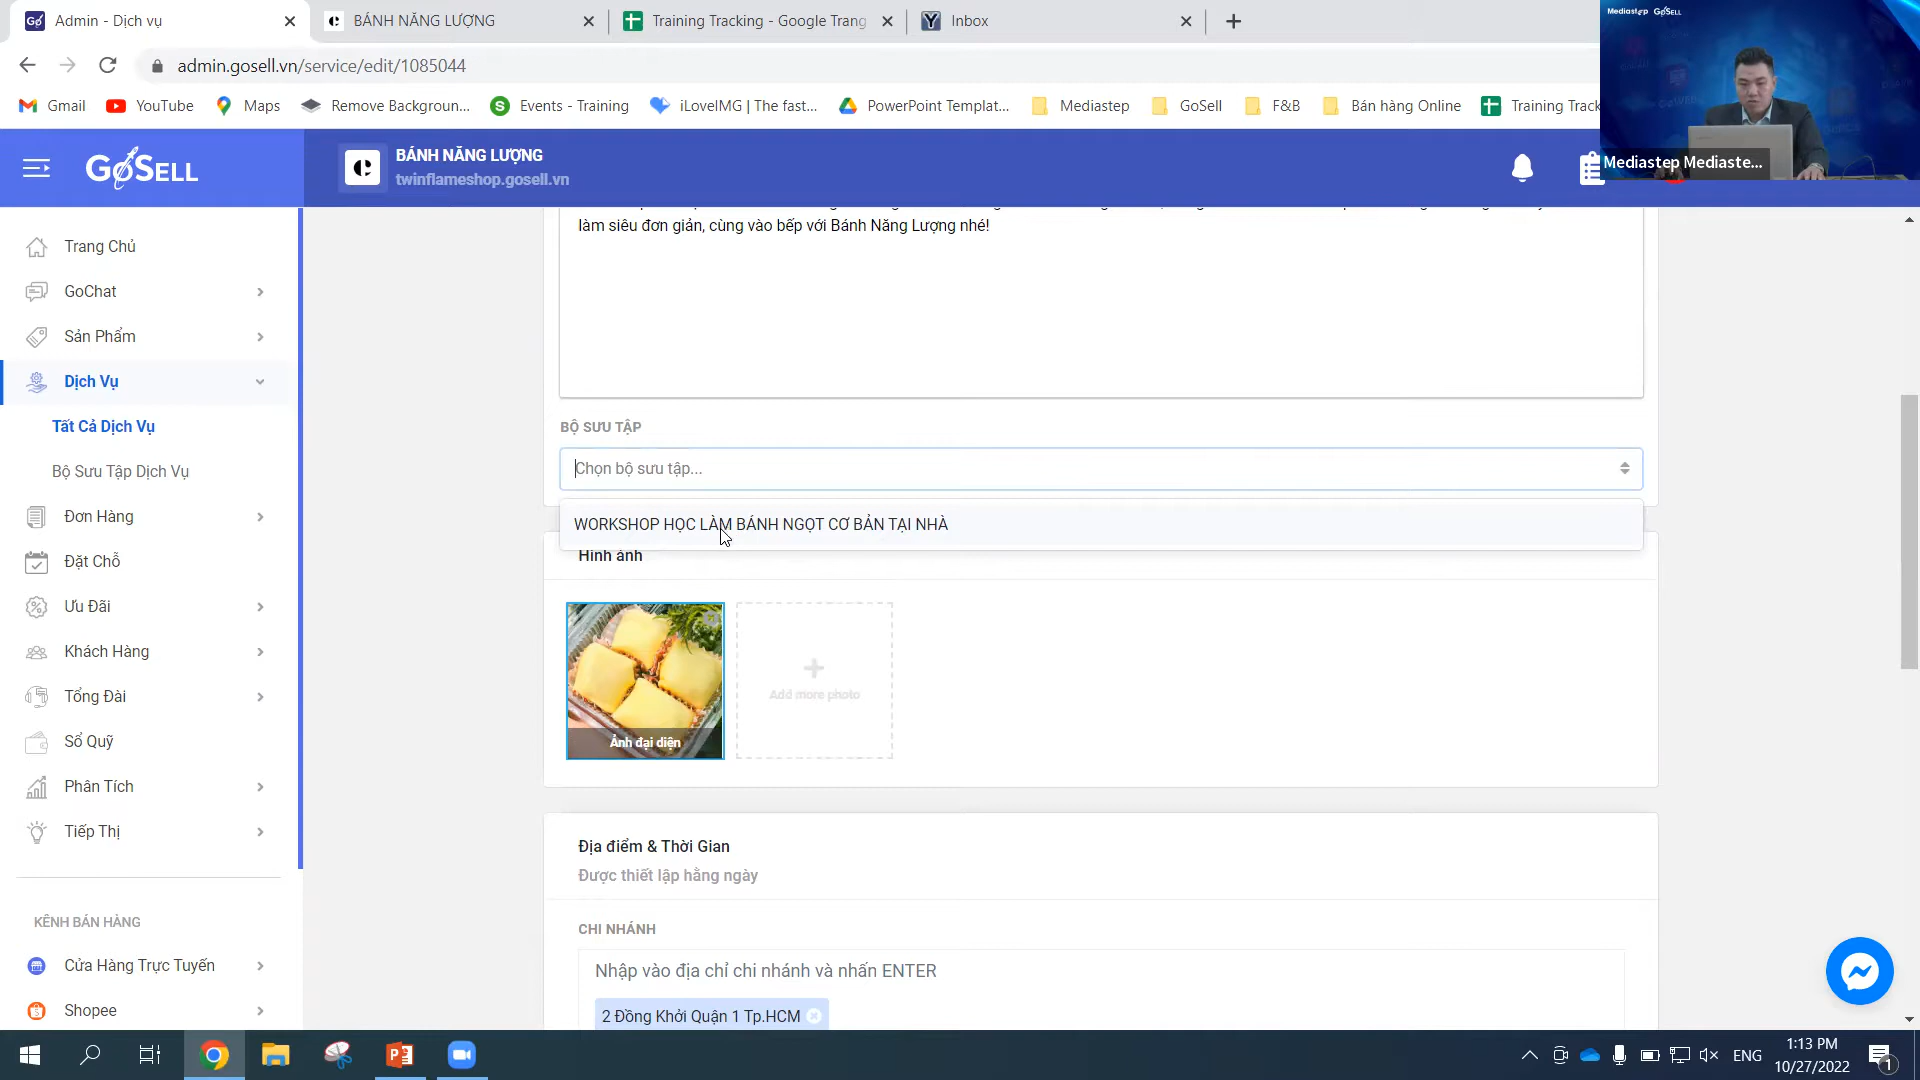 Admin - Dịch vụ
BÁNH NĂNG LƯỢNG
Training Tracking - Google Trang
Inbox
admin.gosell.vn/service/edit/1085044
Gmail
YouTube
Maps
Remove Backgroun...
Events - Training
iLoveIMG | The fast...
PowerPoint Templat...
Mediastep
GoSell
F&B
Bán hàng Online
Training Track
Mediastep GoSELL
Mediastep Mediaste...
GoSELL
BÁNH NĂNG LƯỢNG
twinflameshop.gosell.vn
Trang Chủ
GoChat
Sản Phẩm
Dịch Vụ
Tất Cả Dịch Vụ
Bộ Sưu Tập Dịch Vụ
Đơn Hàng
Đặt Chỗ
Ưu Đãi
Khách Hàng
Tổng Đài
Sổ Quỹ
Phân Tích
Tiếp Thị
KÊNH BÁN HÀNG
Cửa Hàng Trực Tuyến
Shopee
làm siêu đơn giản, cùng vào bếp với Bánh Năng Lượng nhé!
BỘ SƯU TẬP
Chọn bộ sưu tập...
WORKSHOP HỌC LÀM BÁNH NGỌT CƠ BẢN TẠI NHÀ
Hình ảnh
Ảnh đại diện
Add more photo
Địa điểm & Thời Gian
Được thiết lập hằng ngày
CHI NHÁNH
Nhập vào địa chỉ chi nhánh và nhấn ENTER
2 Đồng Khởi Quận 1 Tp.HCM
ENG
1:13 PM
10/27/2022
1